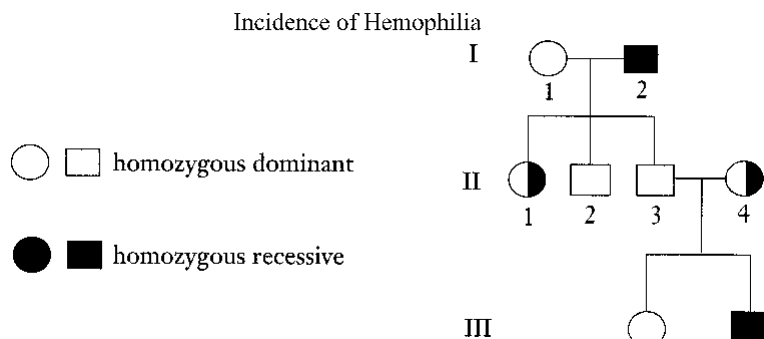 Incidence of Hemophilia
I
1 2
homozygous dominant
II
1 2 3 4
homozygous recessive
III